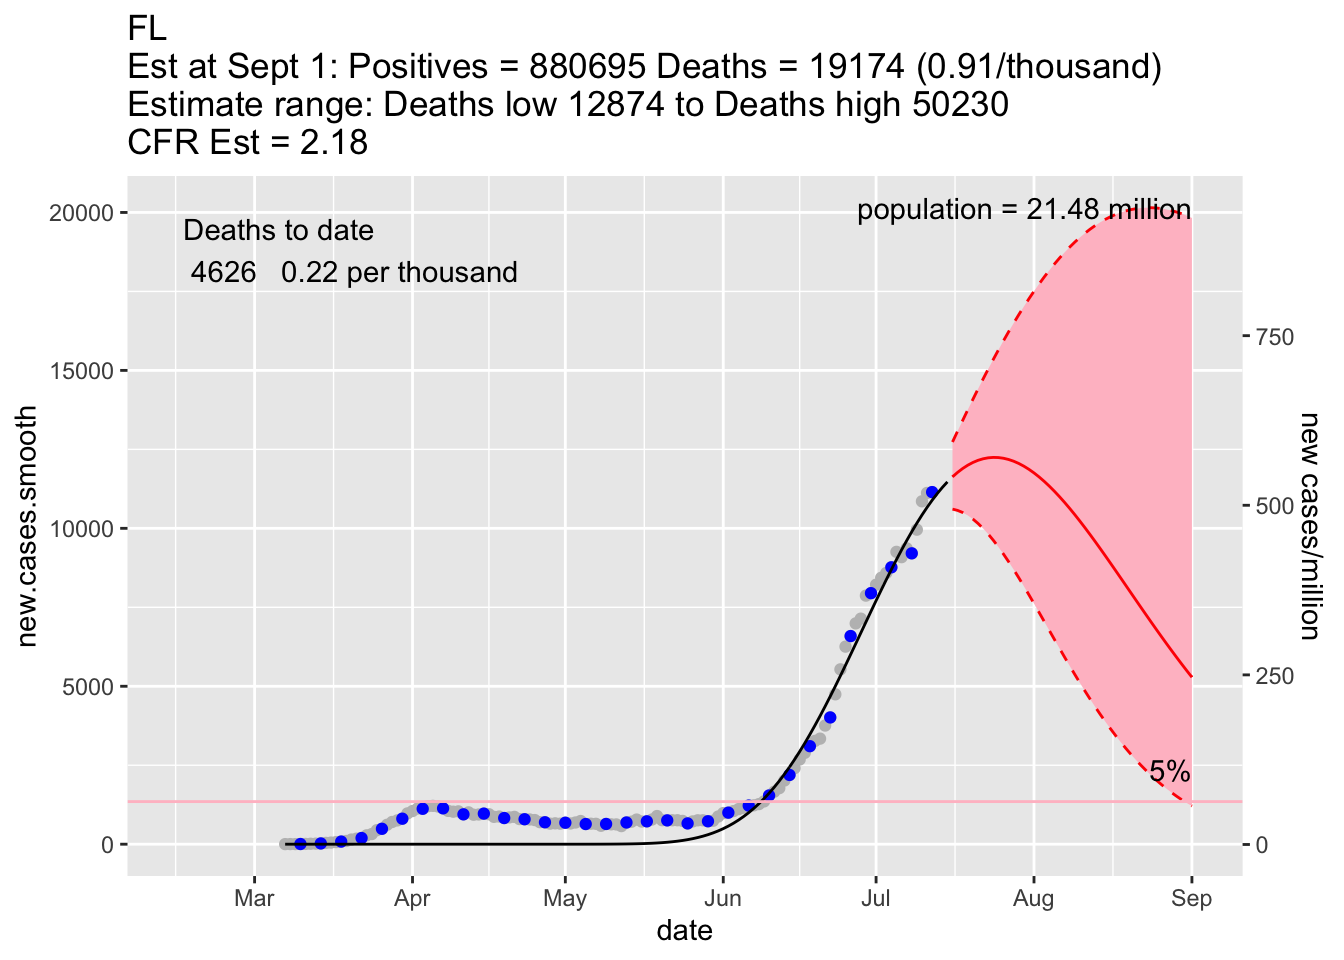 FL
Est at Sept 1: Positives = 880695 Deaths = 19174 (0.91/thousand)
Estimate range: Deaths low 12874 to Deaths high 50230
CFR Est = 2.18
population = 21.48 million
Deaths to date
4626 0.22 per thousand
20000
15000
10000
5000
0
new.cases.smooth
750
500
250
0
new cases/million
5%
Mar Apr May Jun Jul Aug Sep
date